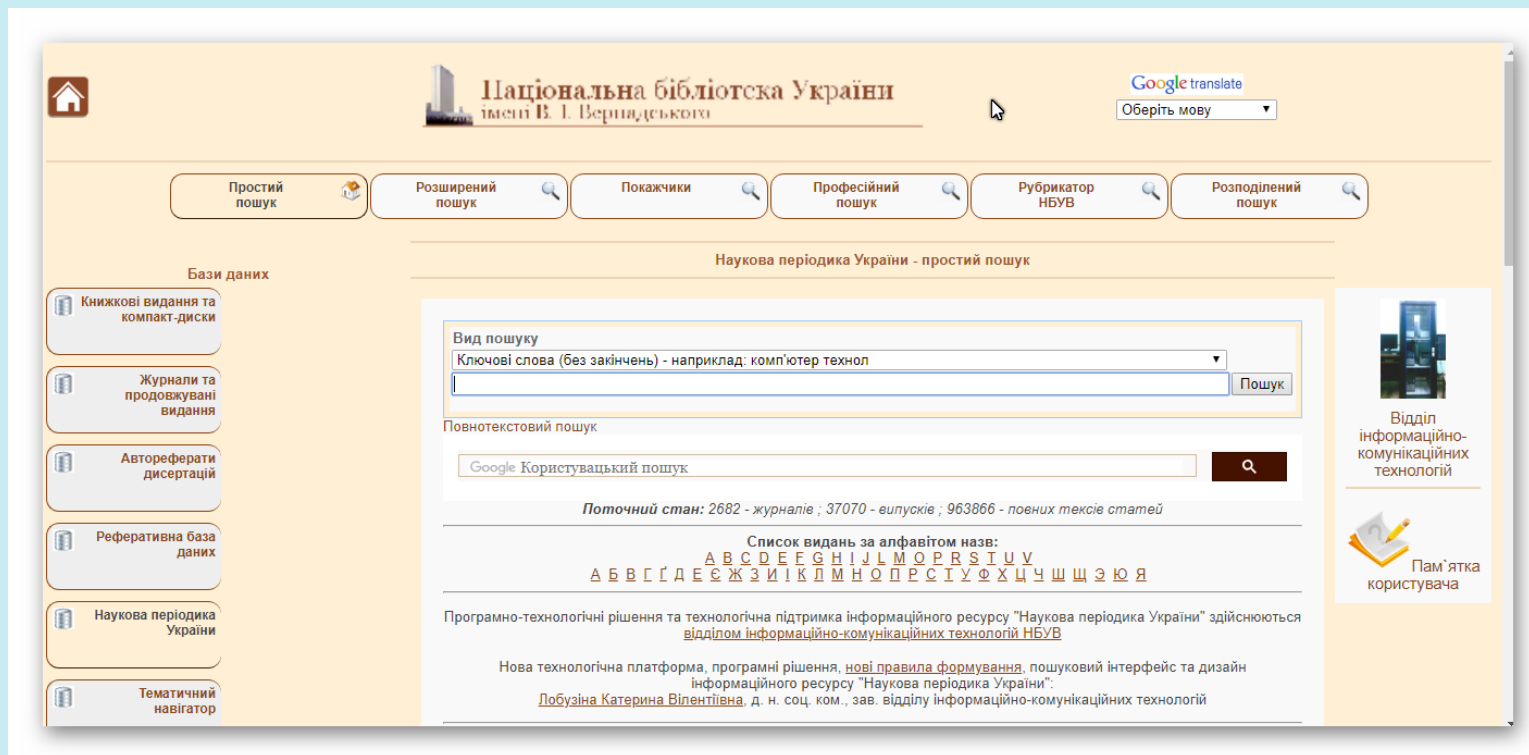 Національна бібліотека України
імені В. І. Вернадського
Google translate
Оберіть мову
Простий
пошук
Розширений
пошук
Покажчики
Професійний
пошук
Рубрикатор
НБУВ
Розподілений
пошук
Бази даних
Книжкові видання та
компакт-диски
Журнали та
продовжувані
видання
Автореферати
дисертацій
Реферативна база
даних
Наукова періодика
України
Тематичний
навігатор
Наукова періодика України - простий пошук
Вид пошуку
Ключові слова (без закінчень) - наприклад: комп'ютер технол
Пошук
Повнотекстовий пошук
Google Користувацький пошук
Поточний стан: 2682 - журналів ; 37070 - випусків ; 963866 - повних тексів статей
Список видань за алфавітом назв:
A B C D E F G H I J L M O P R S T U V
А Б В Г Ґ Д Е Є Ж З И І К Л М Н О П Р С Т У Ф Х Ц Ч Ш Щ Э Ю Я
Програмно-технологічні рішення та технологічна підтримка інформаційного ресурсу "Наукова періодика України" здійснюються
відділом інформаційно-комунікаційних технологій НБУВ
Нова технологічна платформа, програмні рішення, нові правила формування, пошуковий інтерфейс та дизайн
інформаційного ресурсу "Наукова періодика України":
Лобузіна Катерина Вілентіївна, д. н. соц. ком., зав. відділу інформаційно-комунікаційних технологій
Відділ
інформаційно-
комунікаційних
технологій
Пам`ятка
користувача